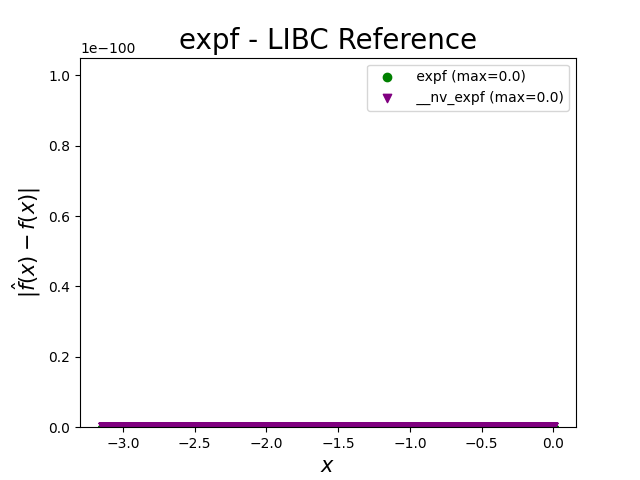 expf - LIBC Reference
1e−100
expf (max=0.0)
__nv_expf (max=0.0)
1.0
0.8
0.6
0.4
0.2
0.0
|f̂(x) − f(x)|
−3.0 −2.5 −2.0 −1.5 −1.0 −0.5 0.0
x